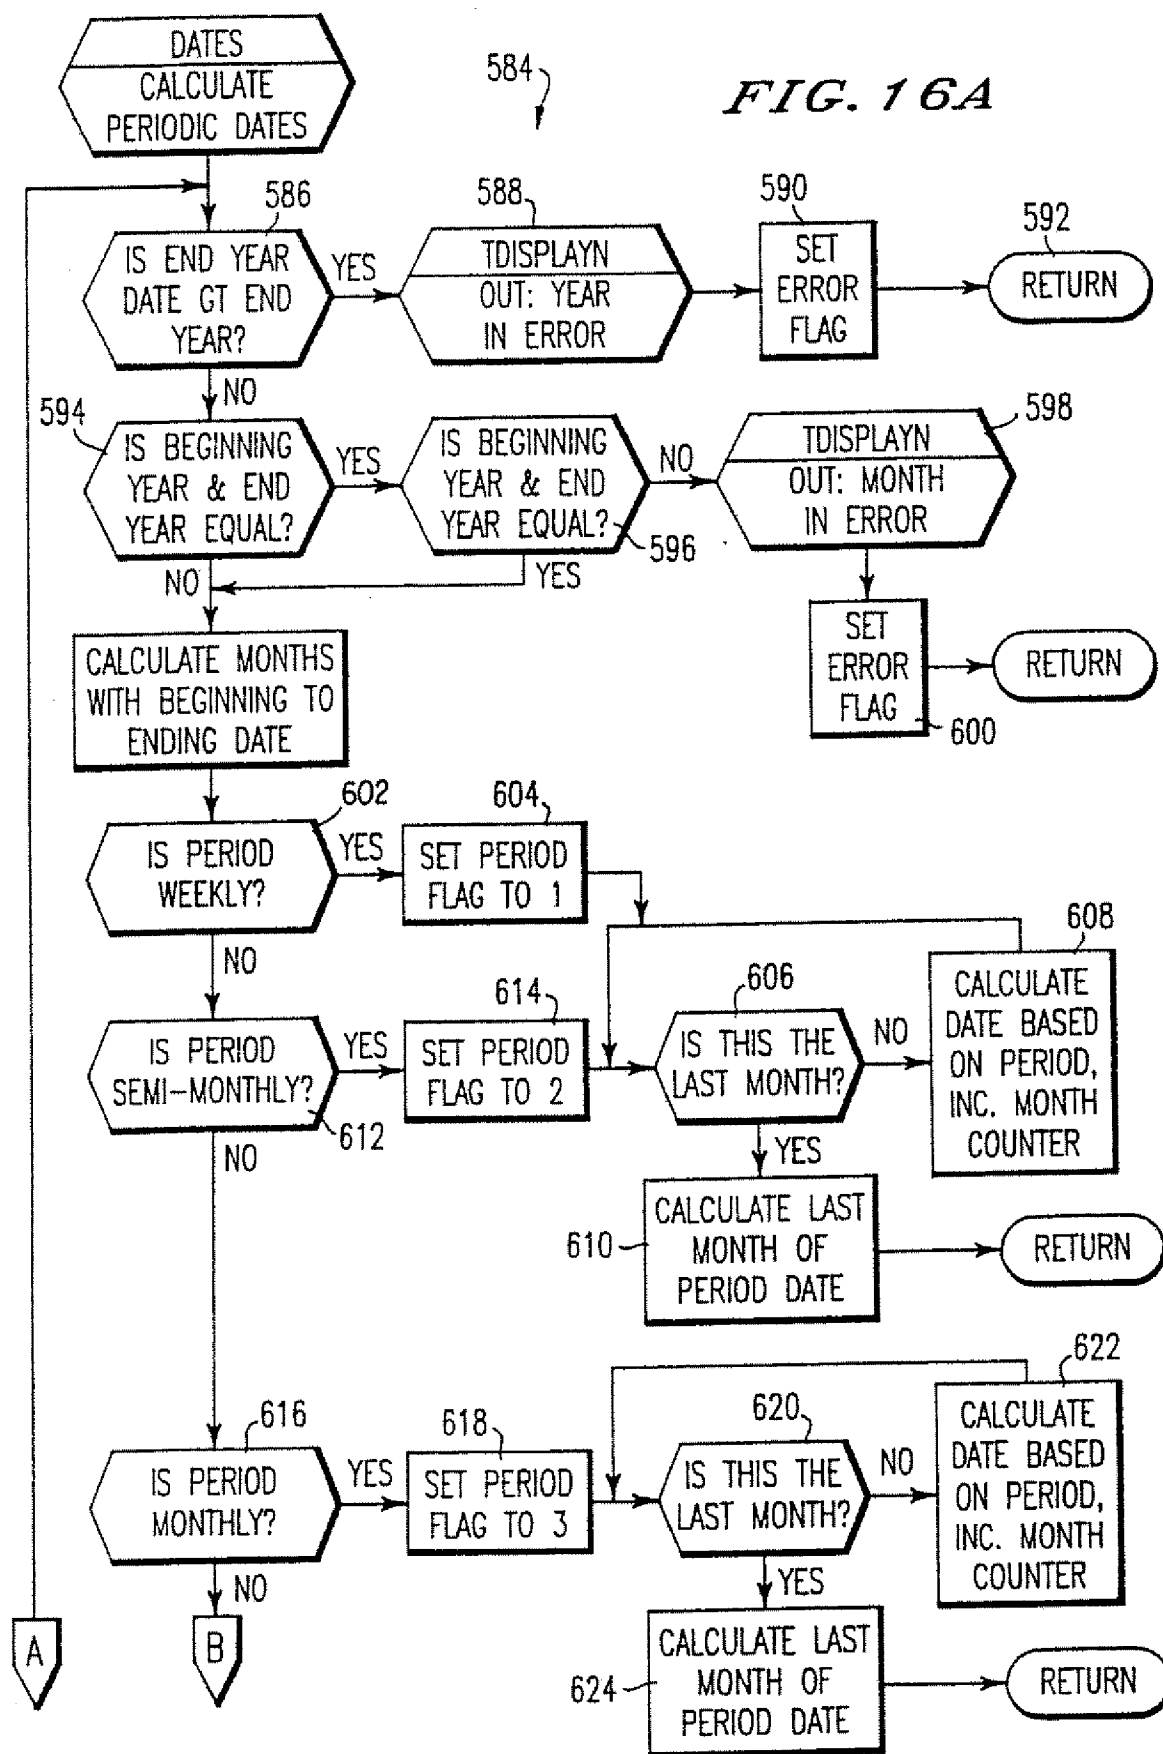 DATES
CALCULATE
PERIODIC DATES
584
FIG. 16A
586
IS END YEAR
DATE GT END
YEAR?
YES
588
TDISPLAYN
OUT: YEAR
IN ERROR
590
SET
ERROR
FLAG
592
RETURN
NO
594
IS BEGINNING
YEAR & END
YEAR EQUAL?
YES
IS BEGINNING
YEAR & END
YEAR EQUAL?
596
NO
598
TDISPLAYN
OUT: MONTH
IN ERROR
NO
YES
SET
ERROR
FLAG
600
RETURN
CALCULATE MONTHS
WITH BEGINNING TO
ENDING DATE
602
IS PERIOD
WEEKLY?
YES
604
SET PERIOD
FLAG TO 1
NO
608
CALCULATE
DATE BASED
ON PERIOD,
INC. MONTH
COUNTER
IS PERIOD
SEMI-MONTHLY?
612
YES
614
SET PERIOD
FLAG TO 2
606
IS THIS THE
LAST MONTH?
NO
NO
YES
610
CALCULATE LAST
MONTH OF
PERIOD DATE
RETURN
616
IS PERIOD
MONTHLY?
YES
618
SET PERIOD
FLAG TO 3
620
IS THIS THE
LAST MONTH?
NO
622
CALCULATE
DATE BASED
ON PERIOD,
INC. MONTH
COUNTER
NO
YES
A
B
624
CALCULATE LAST
MONTH OF
PERIOD DATE
RETURN